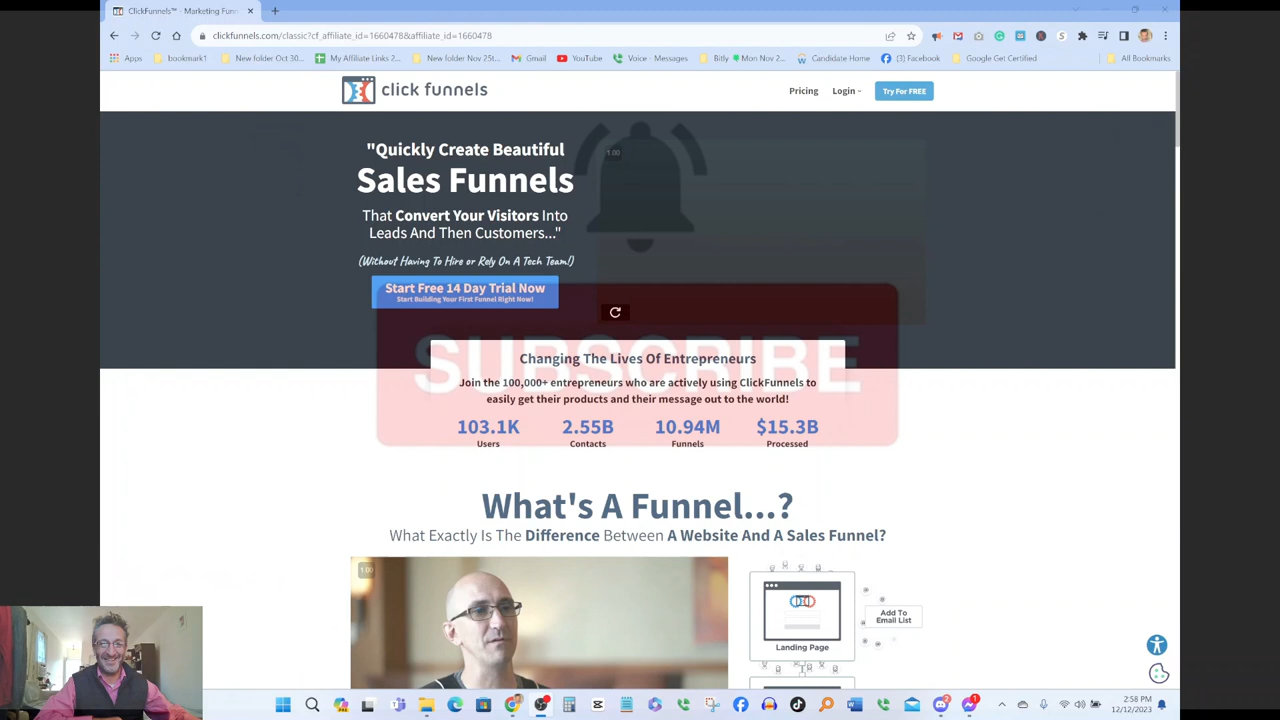 ClickFunnels™ - Marketing Funn
clickfunnels.com/classic?cf_affiliate_id=1660478&affiliate_id=1660478
Apps
bookmark1
New folder Oct 30...
My Affiliate Links 2...
New folder Nov 25t...
Gmail
YouTube
Voice - Messages
Bitly
Mon Nov 2...
Candidate Home
(3) Facebook
Google Get Certified
All Bookmarks
click funnels
Pricing
Login
Try For FREE
"Quickly Create Beautiful
Sales Funnels
That Convert Your Visitors Into
Leads And Then Customers..."
(Without Having To Hire or Rely On A Tech Team!)
Start Free 14 Day Trial Now
Start Building Your First Funnel Right Now!
1.00
SUBSCRIBE
Changing The Lives Of Entrepreneurs
Join the 100,000+ entrepreneurs who are actively using ClickFunnels to
easily get their products and their message out to the world!
103.1K 2.55B 10.94M $15.3B
Users Contacts Funnels Processed
What's A Funnel...?
What Exactly Is The Difference Between A Website And A Sales Funnel?
1.00
Add To
Email List
Landing Page
2:58 PM
12/12/2023